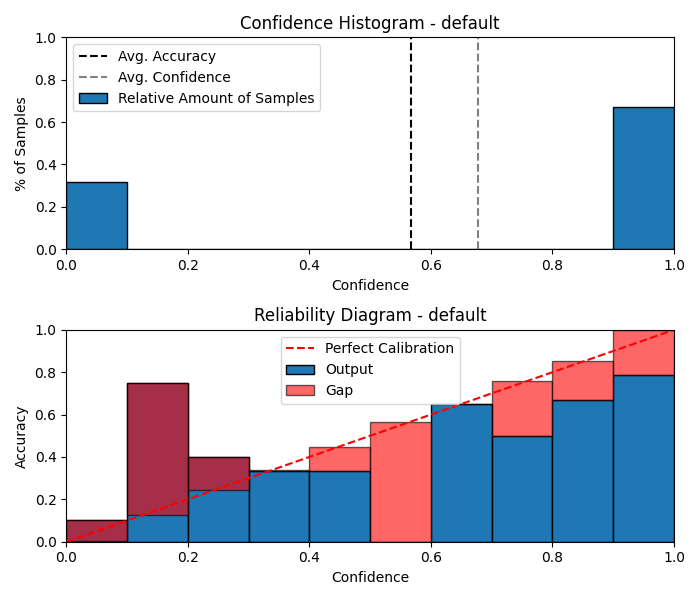 Confidence Histogram - default
1.0
0.8
0.6
0.4
0.2
0.0
% of Samples
Avg. Accuracy
Avg. Confidence
Relative Amount of Samples
0.0 0.2 0.4 0.6 0.8 1.0
Confidence
Reliability Diagram - default
1.0
0.8
0.6
0.4
0.2
0.0
Accuracy
Perfect Calibration
Output
Gap
0.0 0.2 0.4 0.6 0.8 1.0
Confidence